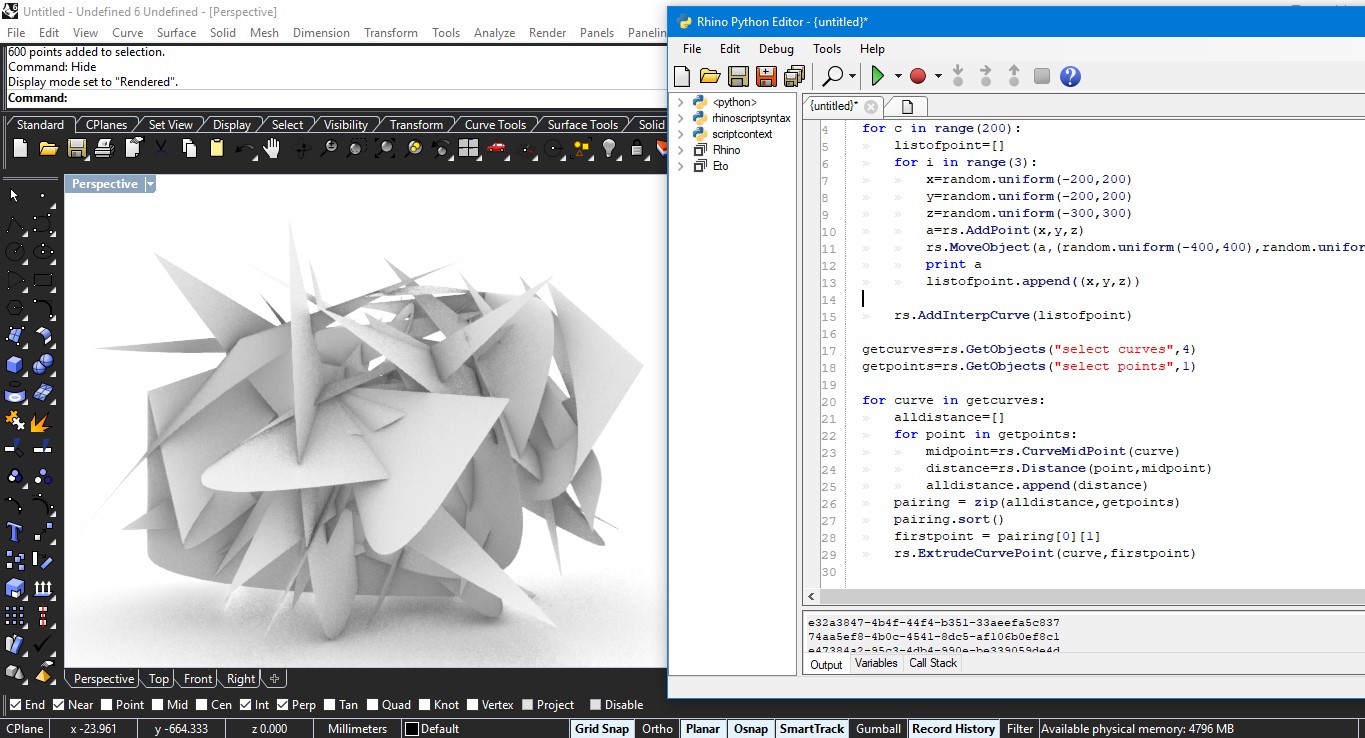 Untitled - Undefined 6 Undefined - [Perspective]
File Edit View Curve Surface Solid Mesh Dimension Transform Tools Analyze Render Panels Panelin
600 points added to selection.
Command: Hide
Display mode set to "Rendered".
Command:
Standard CPlanes Set View Display Select Visibility Transform Curve Tools Surface Tools Solid
Perspective
Perspective Top Front Right
End Near Point Mid Cen Int Perp Tan Quad Knot Vertex Project Disable
CPlane x -23.961 y -664.333 z 0.000 Millimeters Default Grid Snap Ortho Planar Osnap SmartTrack Gumball Record History Filter Available physical memory: 4796 MB
Rhino Python Editor - {untitled}*
File Edit Debug Tools Help
<python>
rhinoscriptsyntax
scriptcontext
Rhino
Eto
{untitled}*
4 for c in range(200):
5 listofpoint=[]
6 for i in range(3):
7 x=random.uniform(-200,200)
8 y=random.uniform(-200,200)
9 z=random.uniform(-300,300)
10 a=rs.AddPoint(x,y,z)
11 rs.MoveObject(a,(random.uniform(-400,400),random.unifor
12 print a
13 listofpoint.append((x,y,z))
14
15 rs.AddInterpCurve(listofpoint)
16
17 getcurves=rs.GetObjects("select curves",4)
18 getpoints=rs.GetObjects("select points",1)
19
20 for curve in getcurves:
21 alldistance=[]
22 for point in getpoints:
23 midpoint=rs.CurveMidPoint(curve)
24 distance=rs.Distance(point,midpoint)
25 alldistance.append(distance)
26 pairing = zip(alldistance,getpoints)
27 pairing.sort()
28 firstpoint = pairing[0][1]
29 rs.ExtrudeCurvePoint(curve,firstpoint)
30
e32a3847-4b4f-44f4-b351-33aeefa5c837
74aa5ef8-4b0c-4541-8dc5-af106b0ef8c1
e47384a2-95c3-4db4-990e-be339059de4d
Output Variables Call Stack